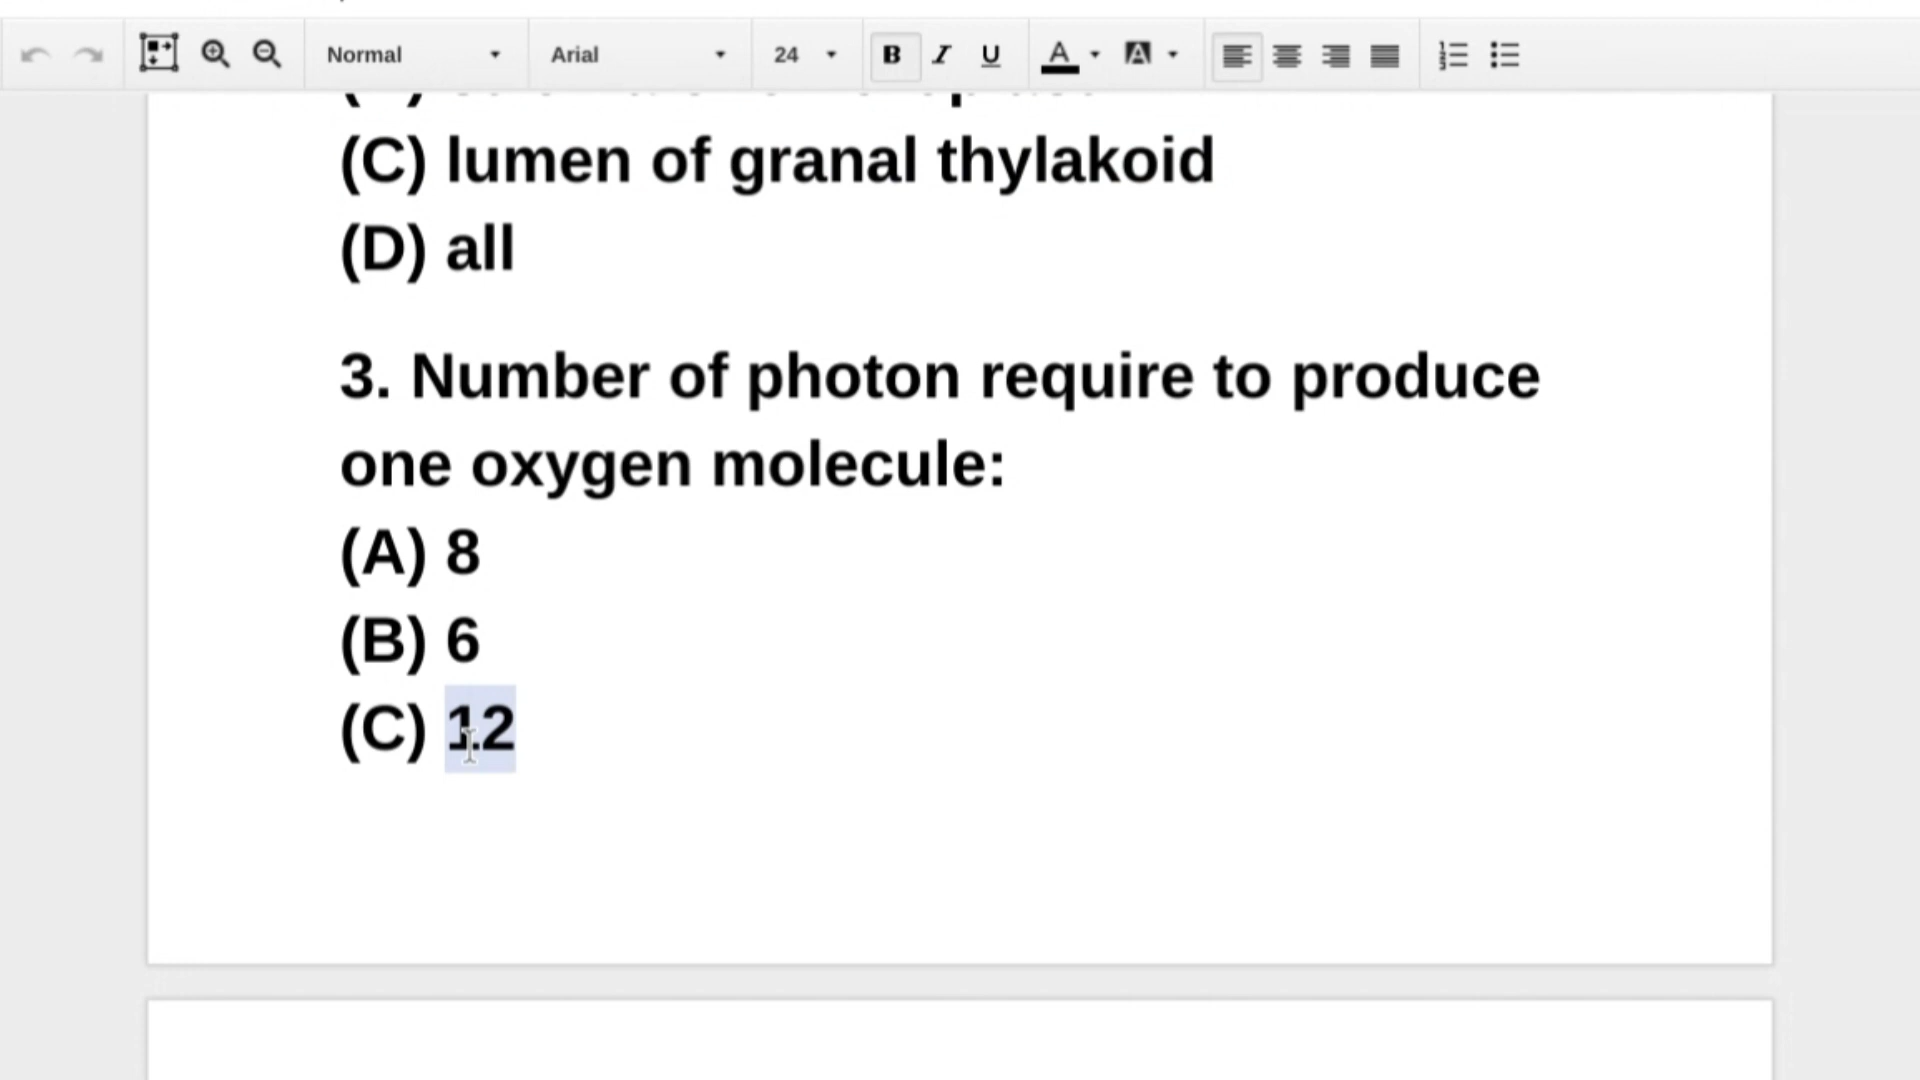 Normal Arial 24 B I U A A
(C) lumen of granal thylakoid
(D) all
3. Number of photon require to produce
one oxygen molecule:
(A) 8
(B) 6
(C) 12